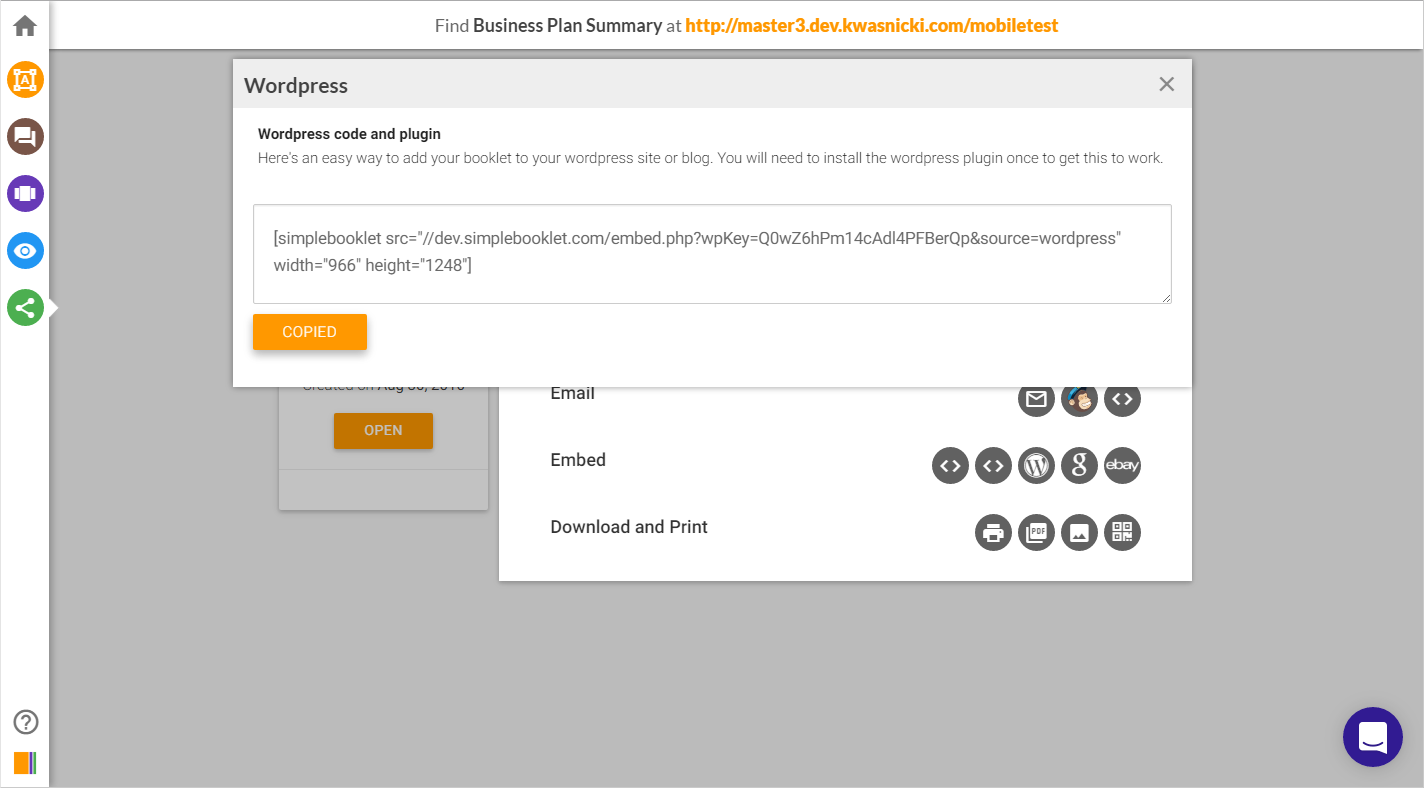 Find Business Plan Summary at http://master3.dev.kwasnicki.com/mobiletest
A
Wordpress
Wordpress code and plugin
Here's an easy way to add your booklet to your wordpress site or blog. You will need to install the wordpress plugin once to get this to work.
[simplebooklet src="//dev.simplebooklet.com/embed.php?wpKey=Q0wZ6hPm14cAdl4PFBerQp&source=wordpress"
width="966" height="1248"]
COPIED
Created on Aug 30, 2016
OPEN
Email
Embed
ebay
Download and Print
PDF